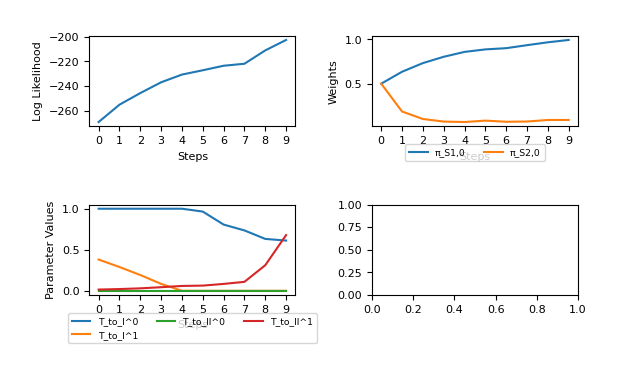 −200
−220
−240
−260
Log Likelihood
0 1 2 3 4 5 6 7 8 9
Steps
1.0
0.5
Weights
0 1 2 3 4 5 6 7 8 9
Steps
π_S1,0 π_S2,0
1.0
0.5
0.0
Parameter Values
0 1 2 3 4 5 6 7 8 9
Steps
T_to_I^0 T_to_II^0 T_to_II^1
T_to_I^1
1.00
0.75
0.50
0.25
0.00
0.0 0.2 0.4 0.6 0.8 1.0